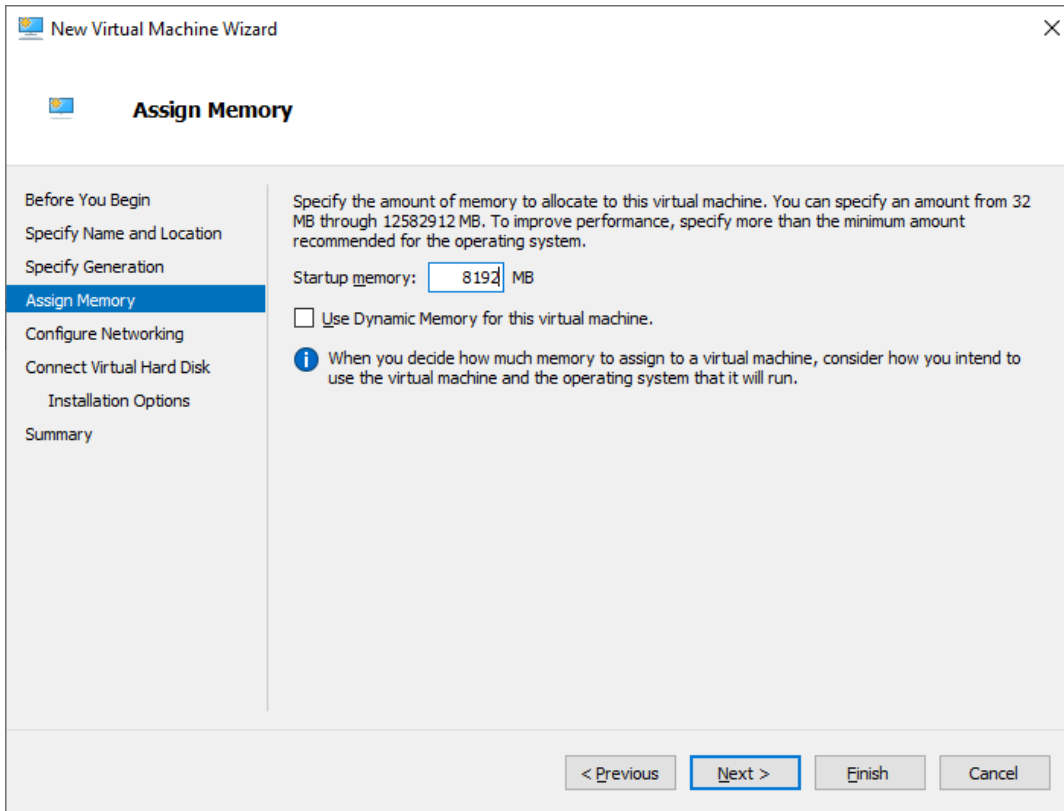 New Virtual Machine Wizard
Assign Memory
Before You Begin
Specify Name and Location
Specify Generation
Assign Memory
Configure Networking
Connect Virtual Hard Disk
Installation Options
Summary
Specify the amount of memory to allocate to this virtual machine. You can specify an amount from 32
MB through 12582912 MB. To improve performance, specify more than the minimum amount
recommended for the operating system.
Startup memory: 8192 MB
Use Dynamic Memory for this virtual machine.
When you decide how much memory to assign to a virtual machine, consider how you intend to
use the virtual machine and the operating system that it will run.
< Previous Next > Finish Cancel